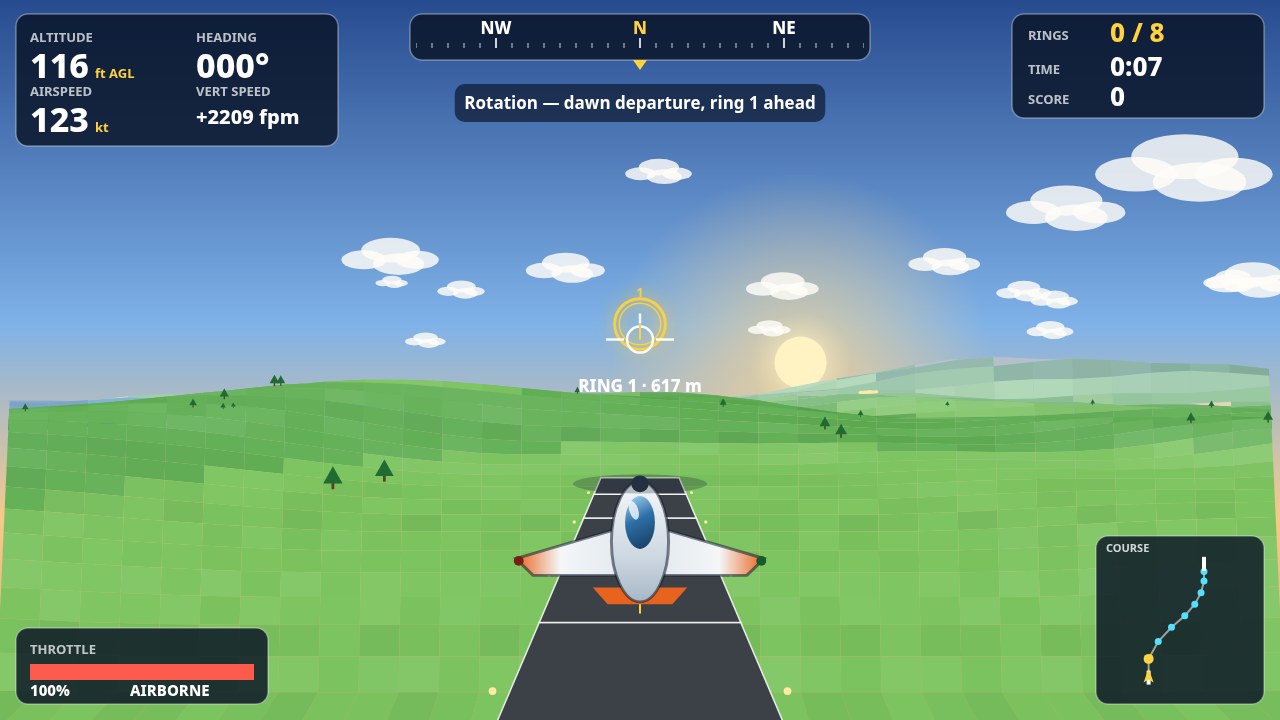 ALTITUDE
116 ft AGL
HEADING
000°
AIRSPEED
123 kt
VERT SPEED
+2209 fpm
NW N NE
Rotation — dawn departure, ring 1 ahead
RINGS 0 / 8
TIME 0:07
SCORE 0
1
RING 1 · 617 m
THROTTLE
100% AIRBORNE
COURSE